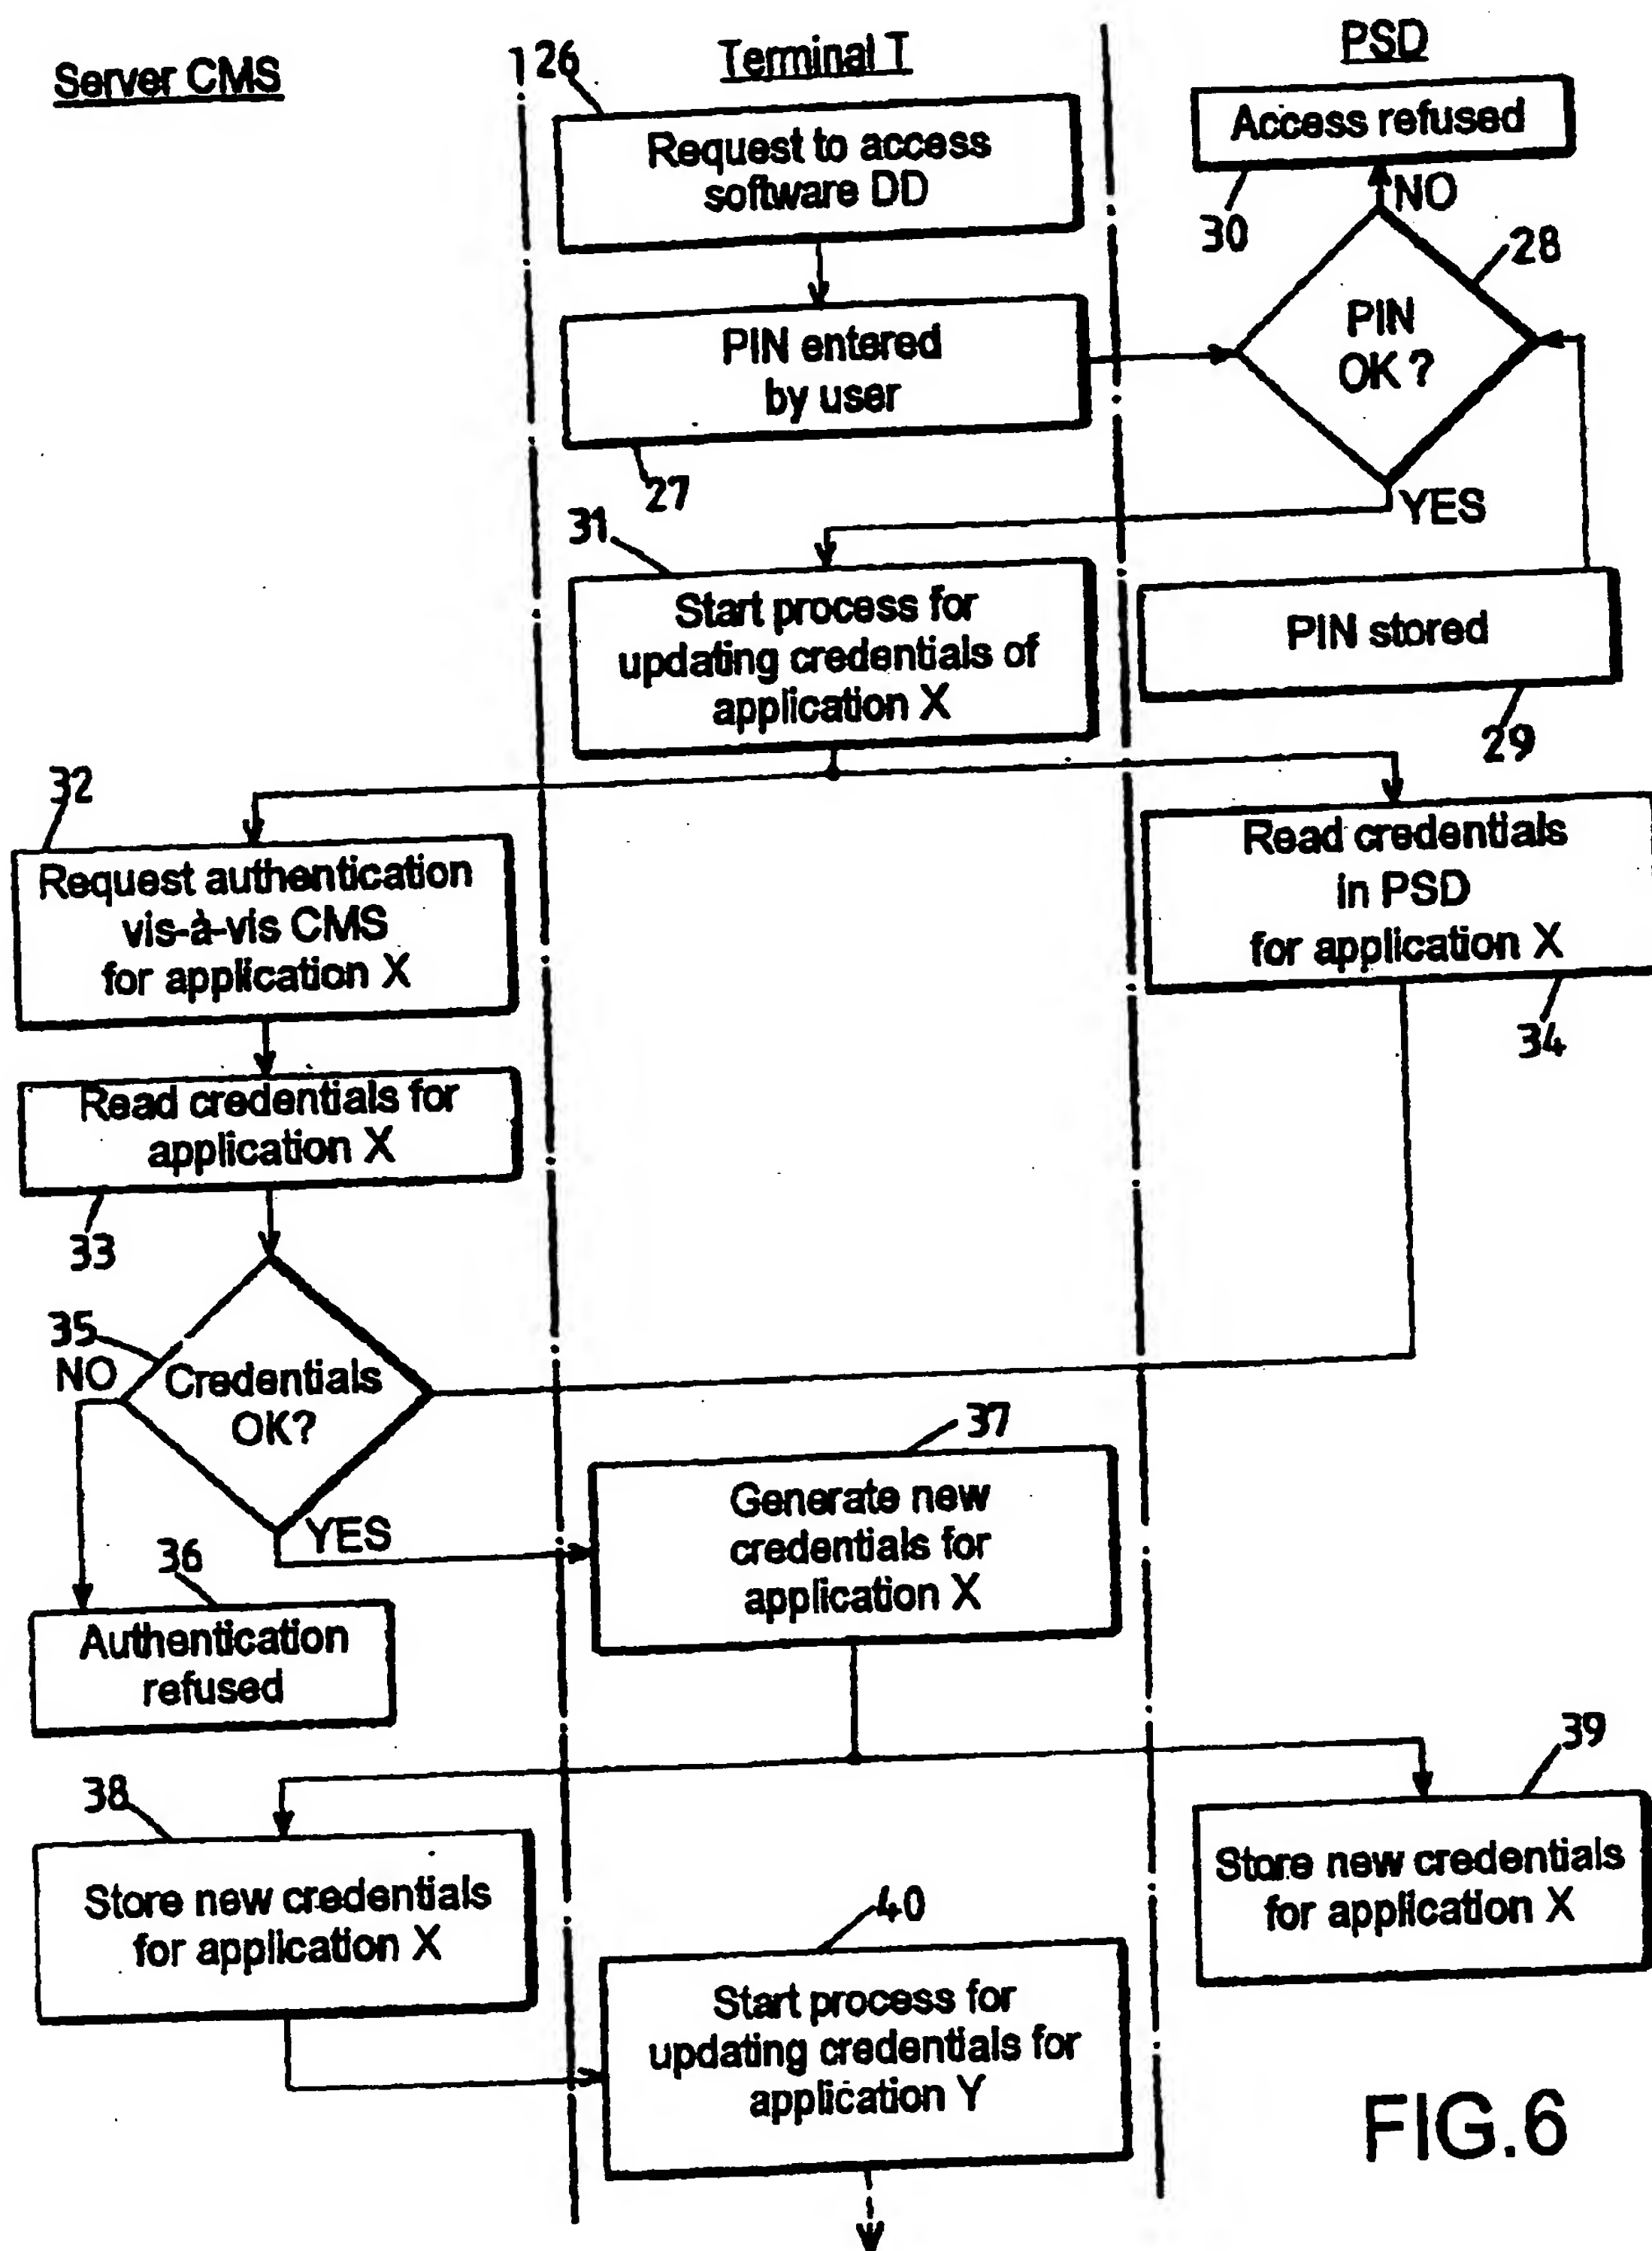 Server CMS
Terminal T
PSD
26
Request to access
software DD
Access refused
30
NO
28
PIN
OK ?
PIN entered
by user
27
YES
31
Start process for
updating credentials of
application X
PIN stored
29
32
Request authentication
vis-à-vis CMS
for application X
Read credentials
in PSD
for application X
34
Read credentials for
application X
33
35
NO
Credentials
OK?
YES
37
Generate new
credentials for
application X
36
Authentication
refused
38
Store new credentials
for application X
39
Store new credentials
for application X
40
Start process for
updating credentials for
application Y
FIG.6